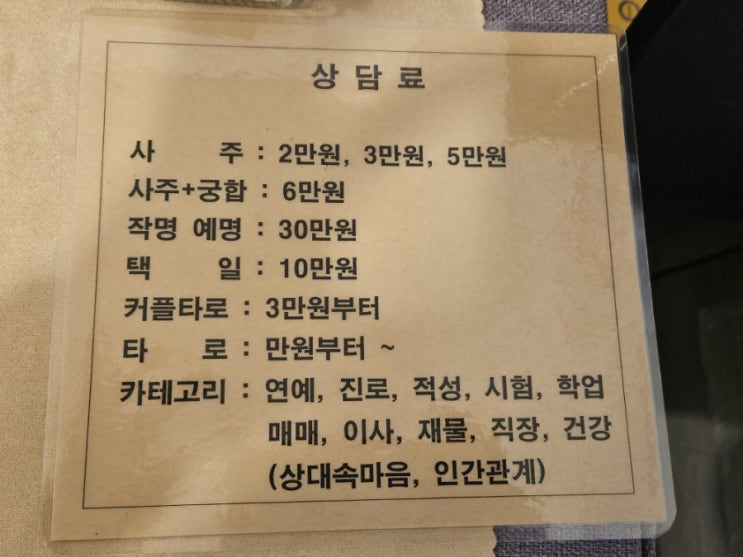 상 담 료
사 주 : 2만원, 3만원, 5만원
사주+궁합 : 6만원
작명 예명 : 30만원
택 일 : 10만원
커플타로 : 3만원부터
타 로 : 만원부터 ~
카테고리 : 연예, 진로, 적성, 시험, 학업
매매, 이사, 재물, 직장, 건강
(상대속마음, 인간관계)